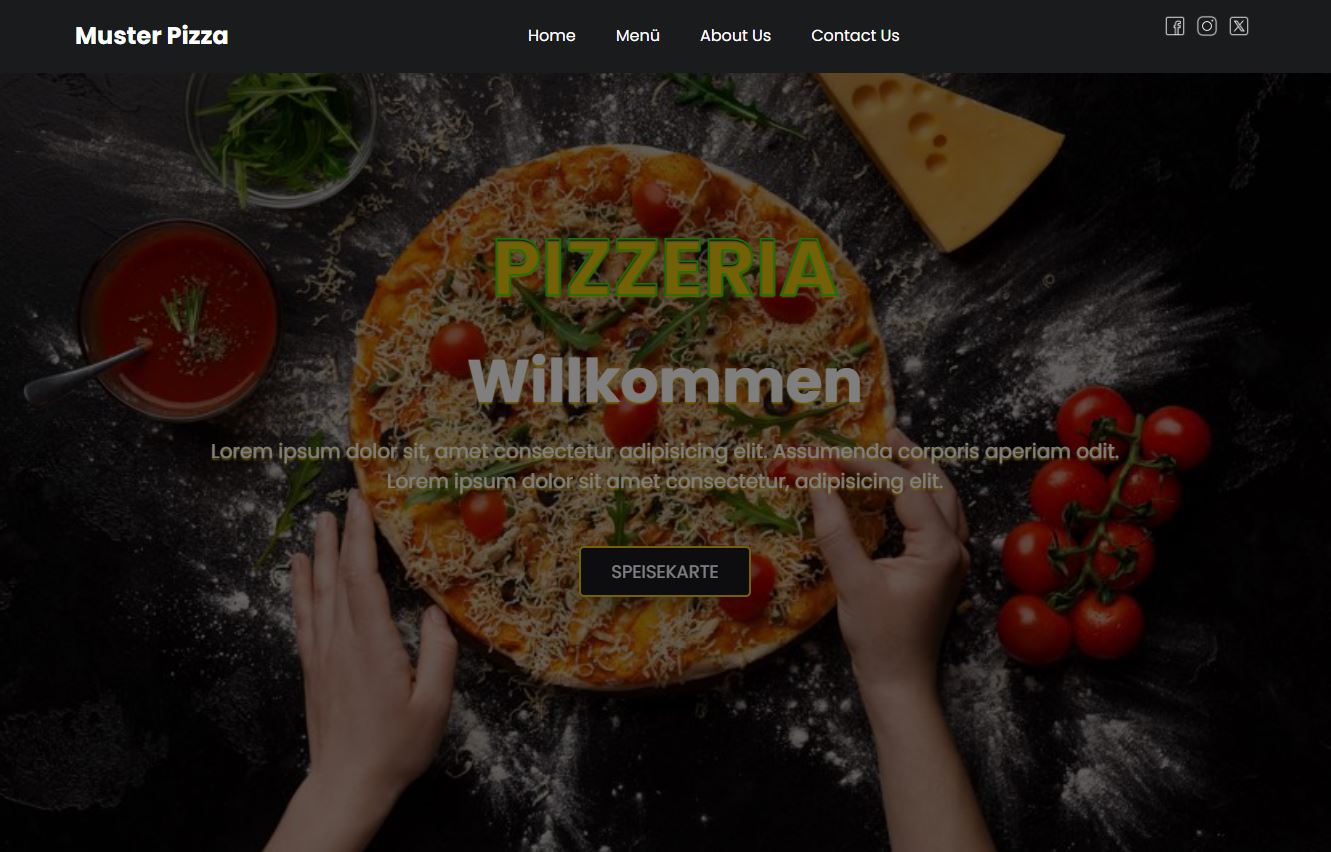 Muster Pizza
Home Menü About Us Contact Us
PIZZERIA
Willkommen
Lorem ipsum dolor sit, amet consectetur adipisicing elit. Assumenda corporis aperiam odit.
Lorem ipsum dolor sit amet consectetur, adipisicing elit.
SPEISEKARTE